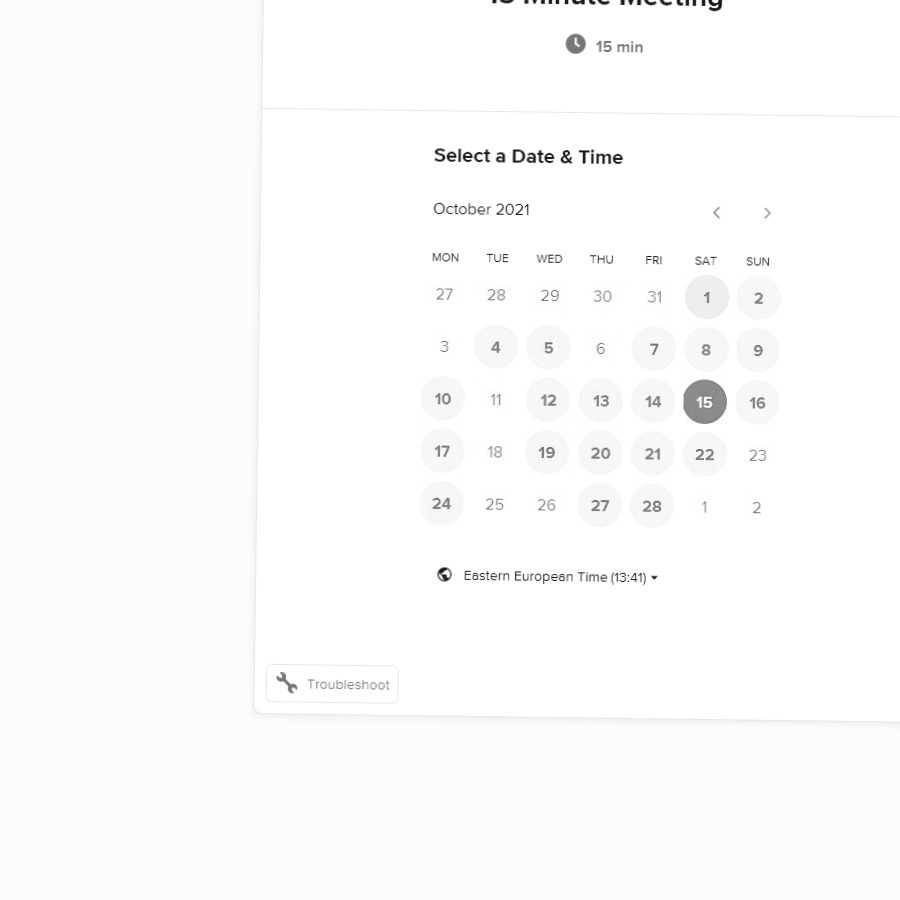 15 Minute Meeting
15 min
Select a Date & Time
October 2021
MON TUE WED THU FRI SAT SUN
27 28 29 30 31 1 2
3 4 5 6 7 8 9
10 11 12 13 14 15 16
17 18 19 20 21 22 23
24 25 26 27 28 1 2
Eastern European Time (13:41)
Troubleshoot